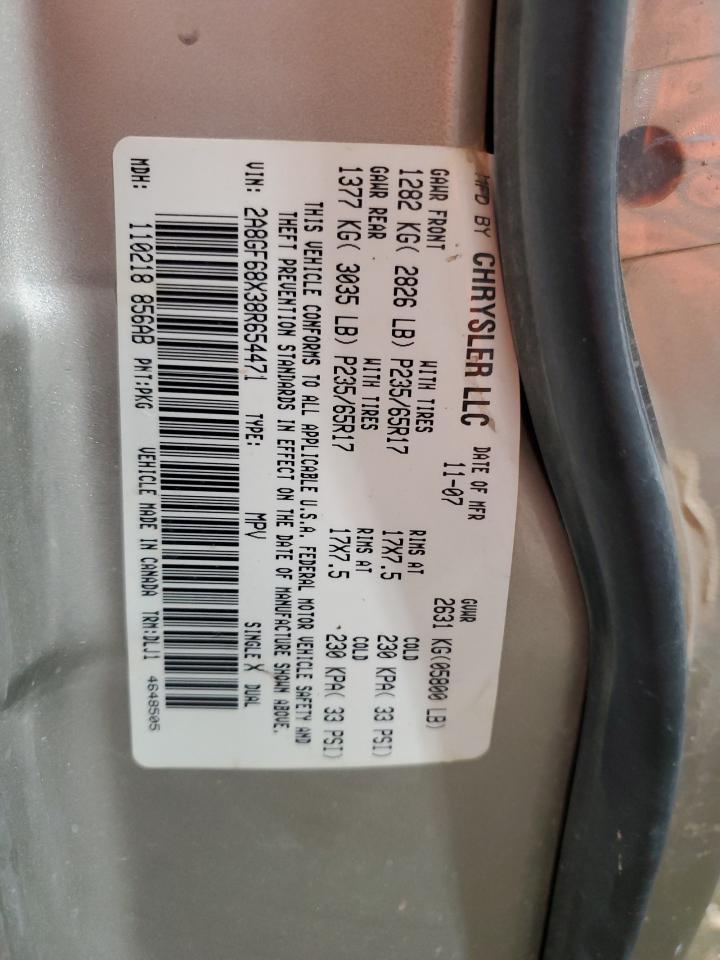 MFD BY CHRYSLER LLC DATE OF MFR GVWR
11-07 2631 KG(05800 LB)
GAWR FRONT WITH TIRES RIMS AT COLD
1282 KG( 2826 LB) P235/65R17 17X7.5 230 KPA( 33 PSI)
GAWR REAR WITH TIRES RIMS AT COLD
1377 KG( 3035 LB) P235/65R17 17X7.5 230 KPA( 33 PSI)
THIS VEHICLE CONFORMS TO ALL APPLICABLE U.S.A. FEDERAL MOTOR VEHICLE SAFETY AND
THEFT PREVENTION STANDARDS IN EFFECT ON THE DATE OF MANUFACTURE SHOWN ABOVE.
VIN: 2A8GF68X38R654471 TYPE: MPV SINGLE X DUAL
MDH: 110218 856AB PNT:PKG VEHICLE MADE IN CANADA TRM:DLJ1 4648505